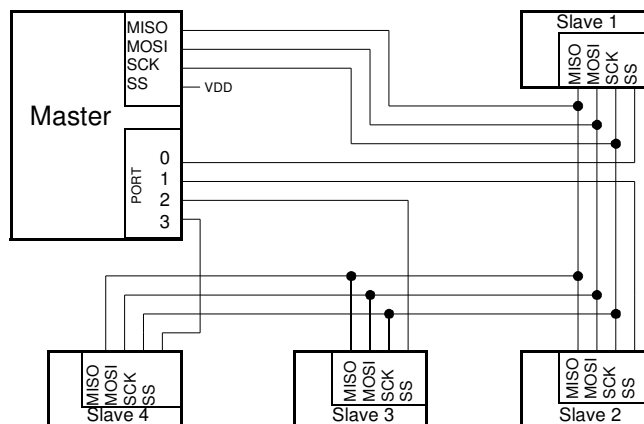 MISO
MOSI
SCK
SS
VDD
Master
PORT
0
1
2
3
Slave 1
MISO
MOSI
SCK
SS
MISO
MOSI
SCK
SS
Slave 4
MISO
MOSI
SCK
SS
Slave 3
MISO
MOSI
SCK
SS
Slave 2